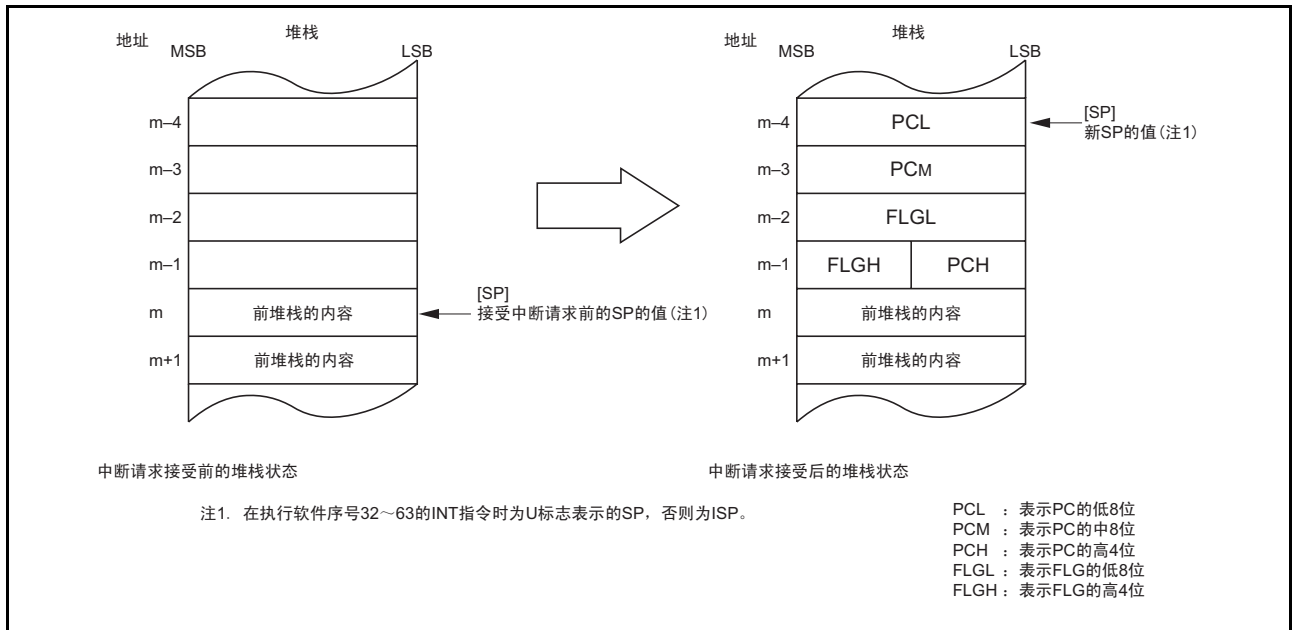 地址 MSB 堆栈 LSB
m–4
m–3
m–2
m–1
m 前堆栈的内容
m+1 前堆栈的内容
[SP]
接受中断请求前的SP的值(注1)
中断请求接受前的堆栈状态
地址 MSB 堆栈 LSB
m–4 PCL
m–3 PCM
m–2 FLGL
m–1 FLGH PCH
m 前堆栈的内容
m+1 前堆栈的内容
[SP]
新SP的值(注1)
中断请求接受后的堆栈状态
注1. 在执行软件序号32～63的INT指令时为U标志表示的SP，否则为ISP。
PCL ：表示PC的低8位
PCM ：表示PC的中8位
PCH ：表示PC的高4位
FLGL ：表示FLG的低8位
FLGH ：表示FLG的高4位